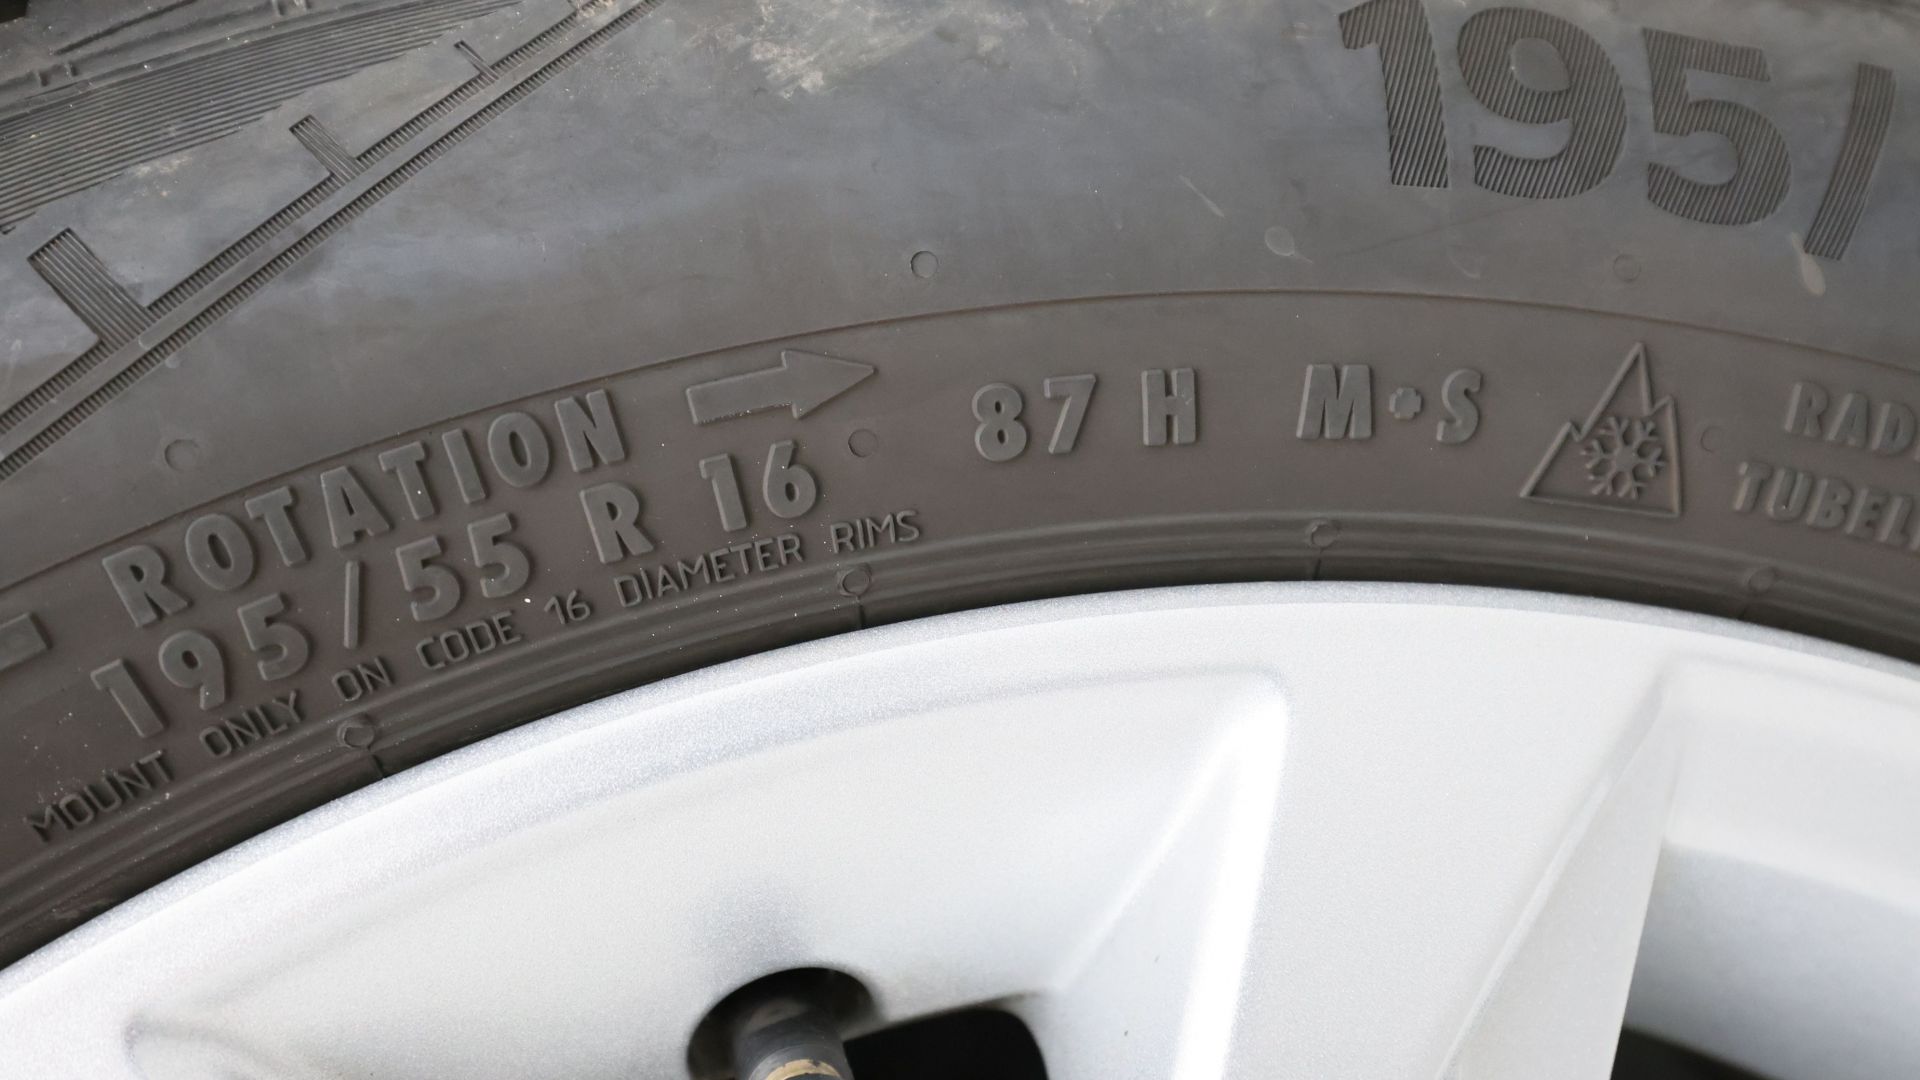 195/
ROTATION
195/55 R 16
87 H M+S
MOUNT ONLY ON CODE 16 DIAMETER RIMS